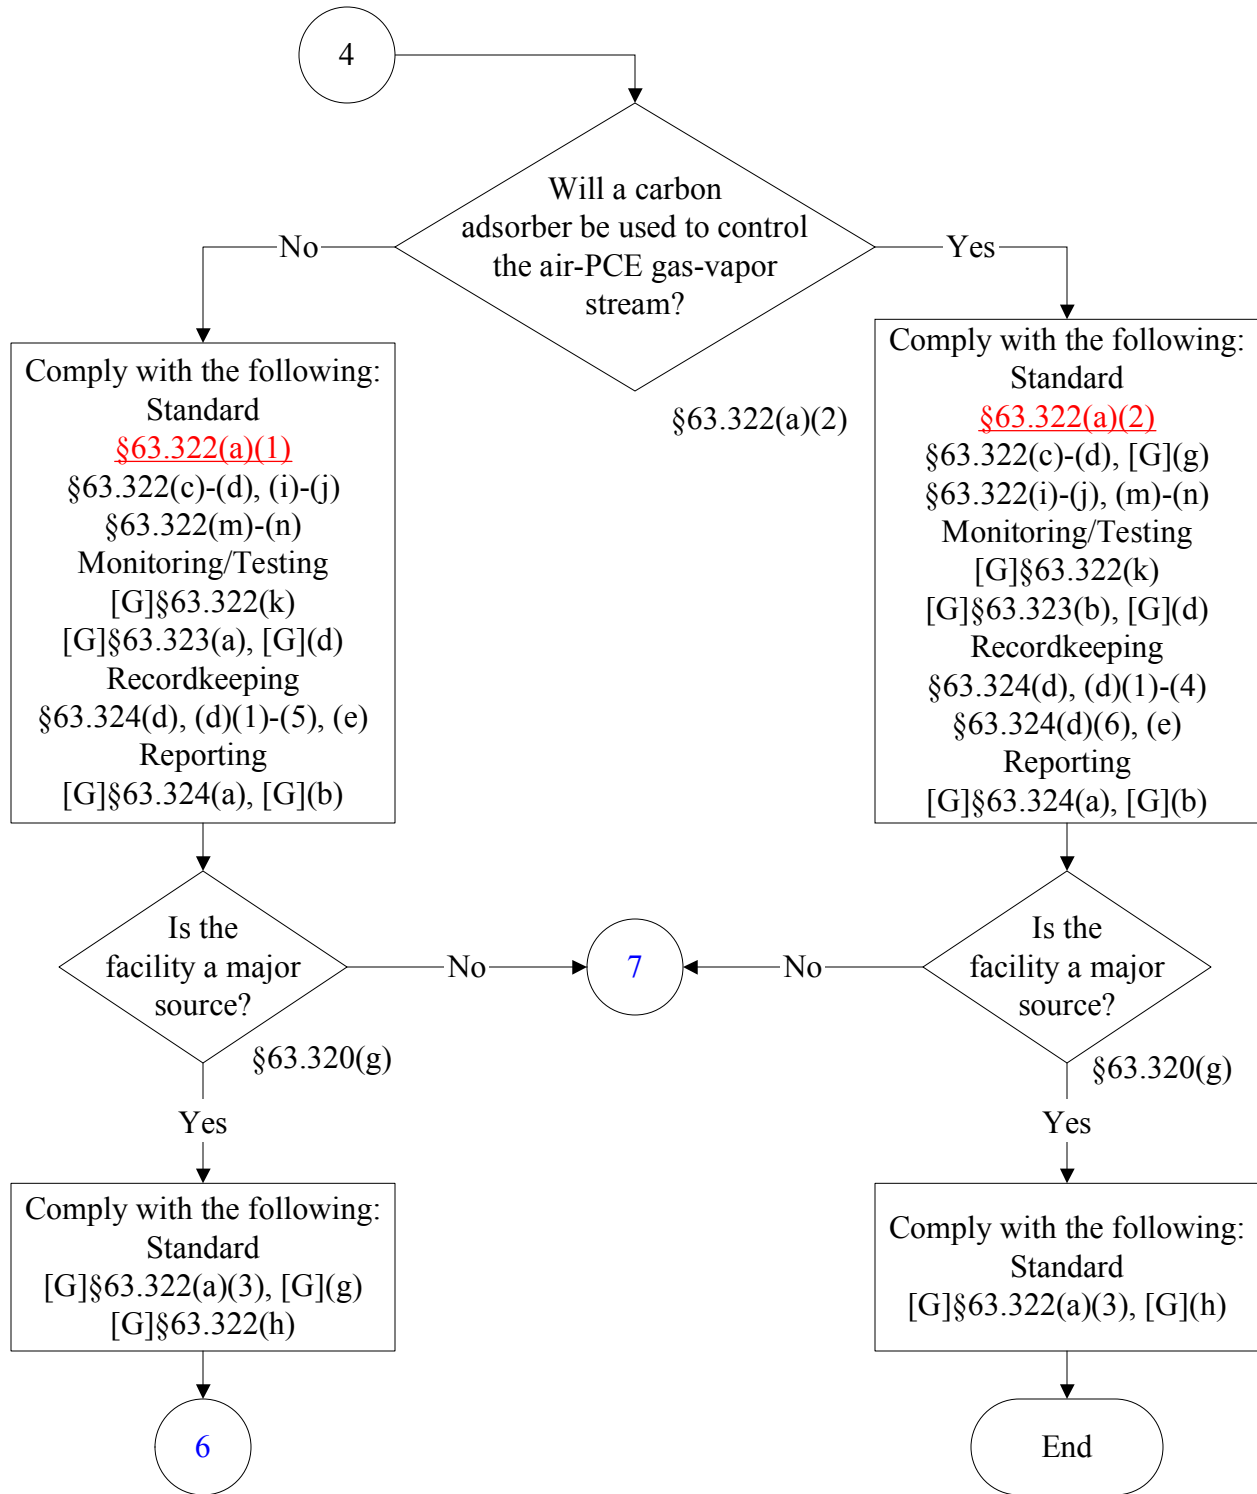 4
Will a carbon
adsorber be used to control
the air-PCE gas-vapor
stream?
§63.322(a)(2)
No
Yes
Comply with the following:
Standard
§63.322(a)(1)
§63.322(c)-(d), (i)-(j)
§63.322(m)-(n)
Monitoring/Testing
[G]§63.322(k)
[G]§63.323(a), [G](d)
Recordkeeping
§63.324(d), (d)(1)-(5), (e)
Reporting
[G]§63.324(a), [G](b)
Comply with the following:
Standard
§63.322(a)(2)
§63.322(c)-(d), [G](g)
§63.322(i)-(j), (m)-(n)
Monitoring/Testing
[G]§63.322(k)
[G]§63.323(b), [G](d)
Recordkeeping
§63.324(d), (d)(1)-(4)
§63.324(d)(6), (e)
Reporting
[G]§63.324(a), [G](b)
Is the
facility a major
source?
§63.320(g)
No
7
No
Is the
facility a major
source?
§63.320(g)
Yes
Yes
Comply with the following:
Standard
[G]§63.322(a)(3), [G](g)
[G]§63.322(h)
Comply with the following:
Standard
[G]§63.322(a)(3), [G](h)
6
End